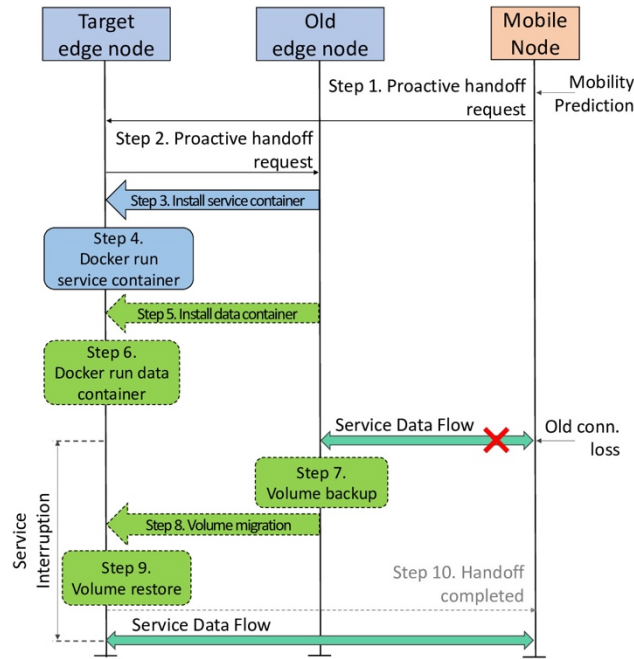 Target
edge node
Old
edge node
Mobile
Node
Step 1. Proactive handoff
request
Mobility
Prediction
Step 2. Proactive handoff
request
Step 3. Install service container
Step 4.
Docker run
service container
Step 5. Install data container
Step 6.
Docker run data
container
Service Data Flow
Old conn.
loss
Step 7.
Volume backup
Step 8. Volume migration
Service
Interruption
Step 9.
Volume restore
Step 10. Handoff
completed
Service Data Flow